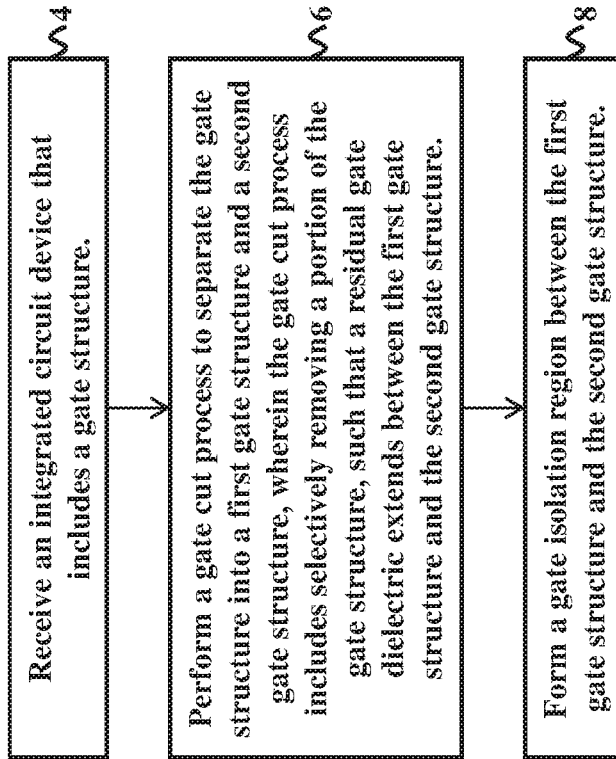 Receive an integrated circuit device that
includes a gate structure.
4
Perform a gate cut process to separate the gate
structure into a first gate structure and a second
gate structure, wherein the gate cut process
includes selectively removing a portion of the
gate structure, such that a residual gate
dielectric extends between the first gate
structure and the second gate structure.
6
Form a gate isolation region between the first
gate structure and the second gate structure.
8